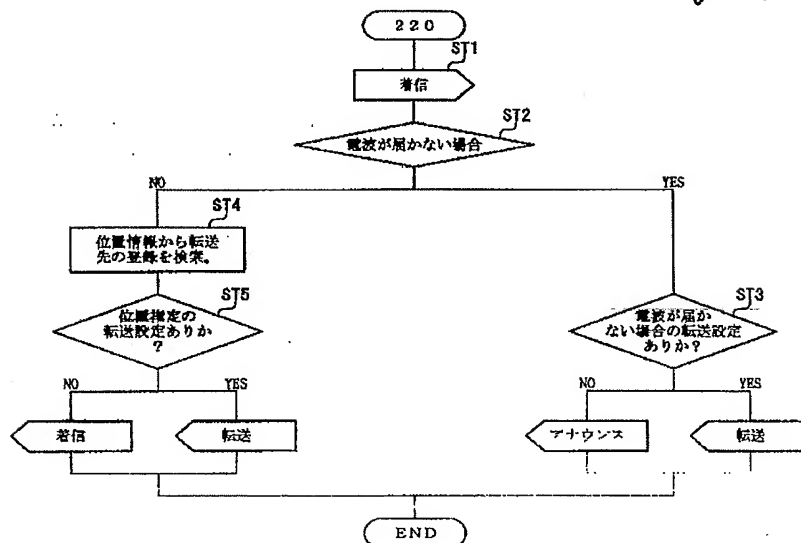 220
ST1
着信
ST2
電波が届かない場合
NO
YES
ST4
位置情報から転送
先の登録を検索。
ST5
位置指定の
転送設定ありか
?
ST3
電波が届か
ない場合の転送設定
ありか?
NO
YES
NO
YES
着信
転送
アナウンス
転送
END